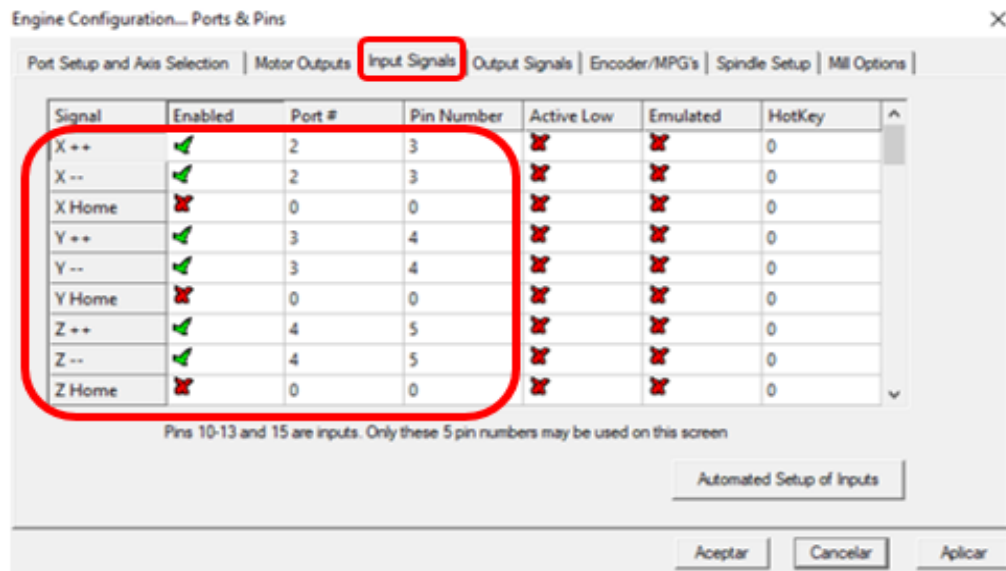 Engine Configuration... Ports & Pins
Port Setup and Axis Selection Motor Outputs Input Signals Output Signals Encoder/MPG's Spindle Setup Mill Options
Signal Enabled Port # Pin Number Active Low Emulated HotKey
X ++ 2 3 0
X -- 2 3 0
X Home 0 0 0
Y ++ 3 4 0
Y -- 3 4 0
Y Home 0 0 0
Z ++ 4 5 0
Z -- 4 5 0
Z Home 0 0 0
Pins 10-13 and 15 are inputs. Only these 5 pin numbers may be used on this screen
Automated Setup of Inputs
Aceptar Cancelar Aplicar